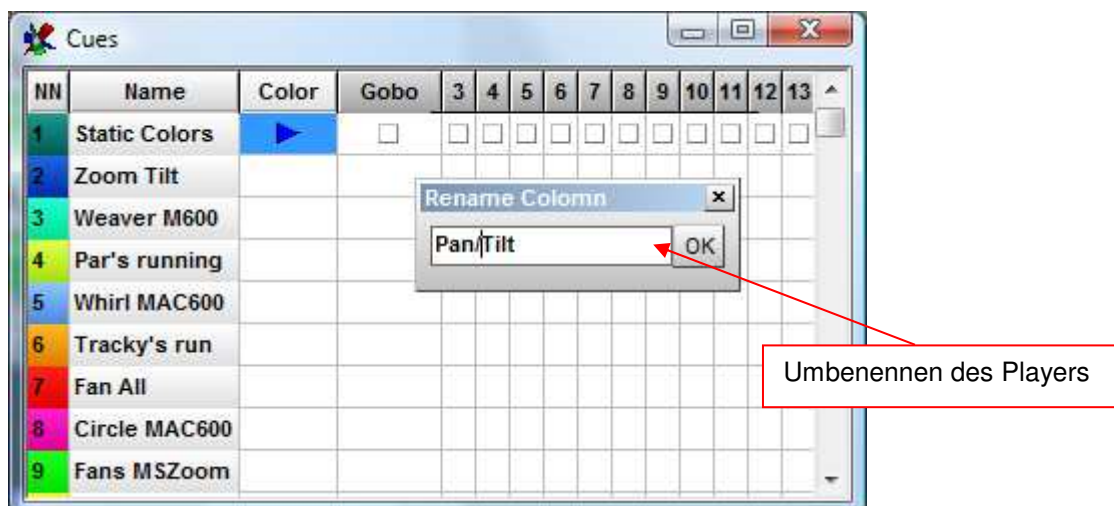 Cues
NN Name Color Gobo 3 4 5 6 7 8 9 10 11 12 13
1 Static Colors
2 Zoom Tilt
3 Weaver M600
Rename Colomn
Pan/Tilt OK
4 Par's running
5 Whirl MAC600
6 Tracky's run
Umbenennen des Players
7 Fan All
8 Circle MAC600
9 Fans MSZoom